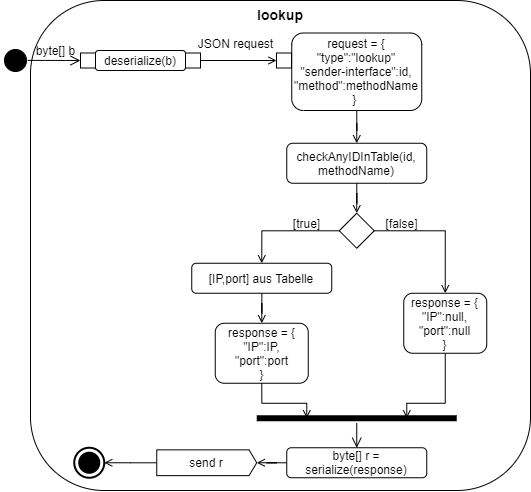 lookup
byte[] b
deserialize(b)
JSON request
request = {
"type":"lookup"
"sender-interface":id,
"method":methodName
}
checkAnyIDInTable(id,
methodName)
[true]
[false]
[IP,port] aus Tabelle
response = {
"IP":IP,
"port":port
}
response = {
"IP":null,
"port":null
}
byte[] r =
serialize(response)
send r